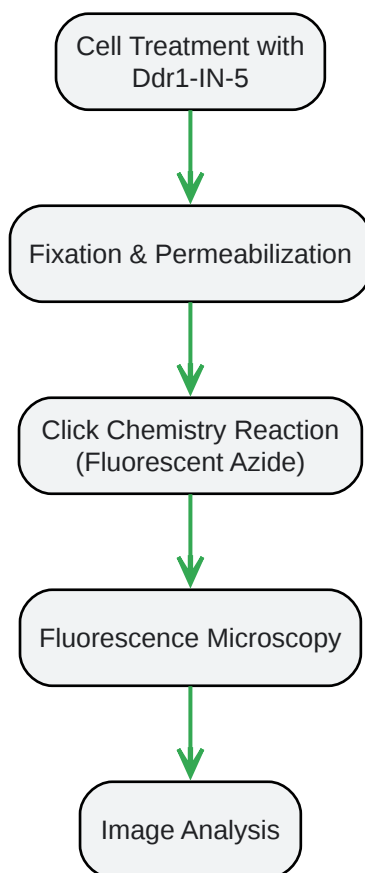 Cell Treatment with
Ddr1-IN-5
Fixation & Permeabilization
Click Chemistry Reaction
(Fluorescent Azide)
Fluorescence Microscopy
Image Analysis